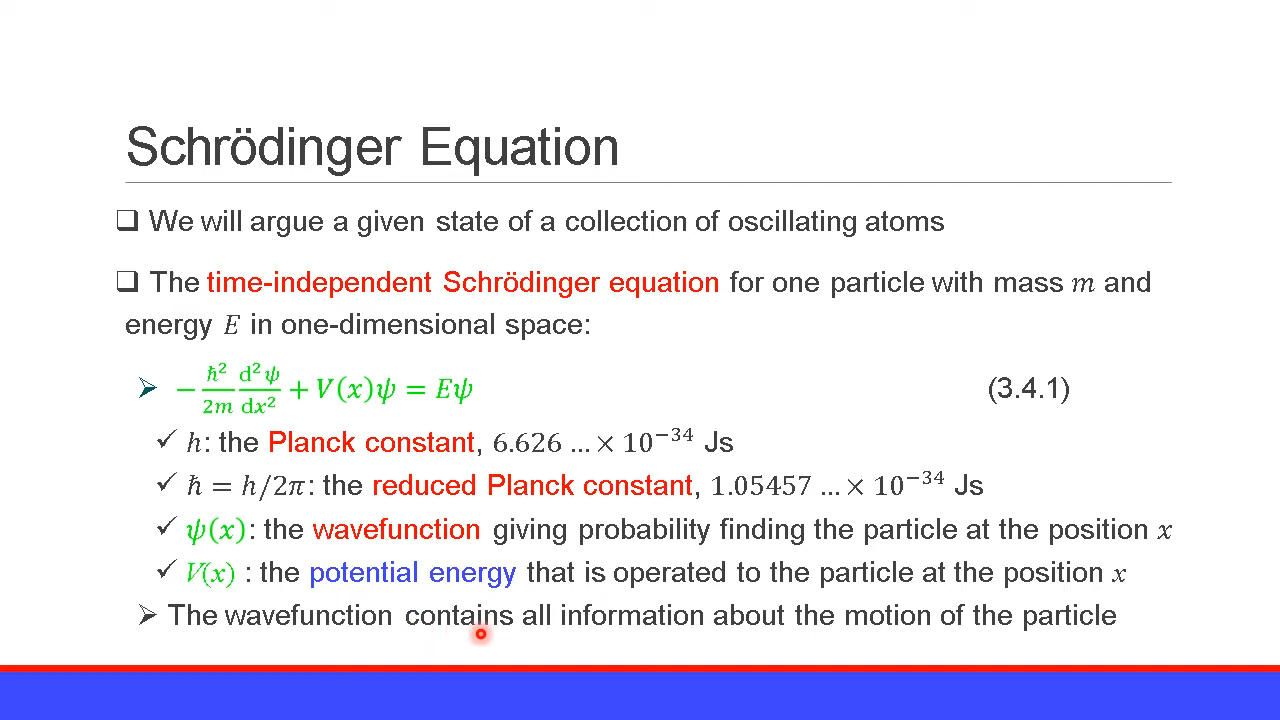 Schrödinger Equation
❑ We will argue a given state of a collection of oscillating atoms
❑ The time-independent Schrödinger equation for one particle with mass 𝑚 and
energy 𝐸 in one-dimensional space:
➢ −ℏ²/2𝑚 d²𝜓/d𝑥² + 𝑉(𝑥)𝜓 = 𝐸𝜓 (3.4.1)
✓ ℎ: the Planck constant, 6.626 … × 10⁻³⁴ Js
✓ ℏ = ℎ/2𝜋: the reduced Planck constant, 1.05457 … × 10⁻³⁴ Js
✓ 𝜓(𝑥): the wavefunction giving probability finding the particle at the position 𝑥
✓ V(x) : the potential energy that is operated to the particle at the position 𝑥
➢ The wavefunction contains all information about the motion of the particle